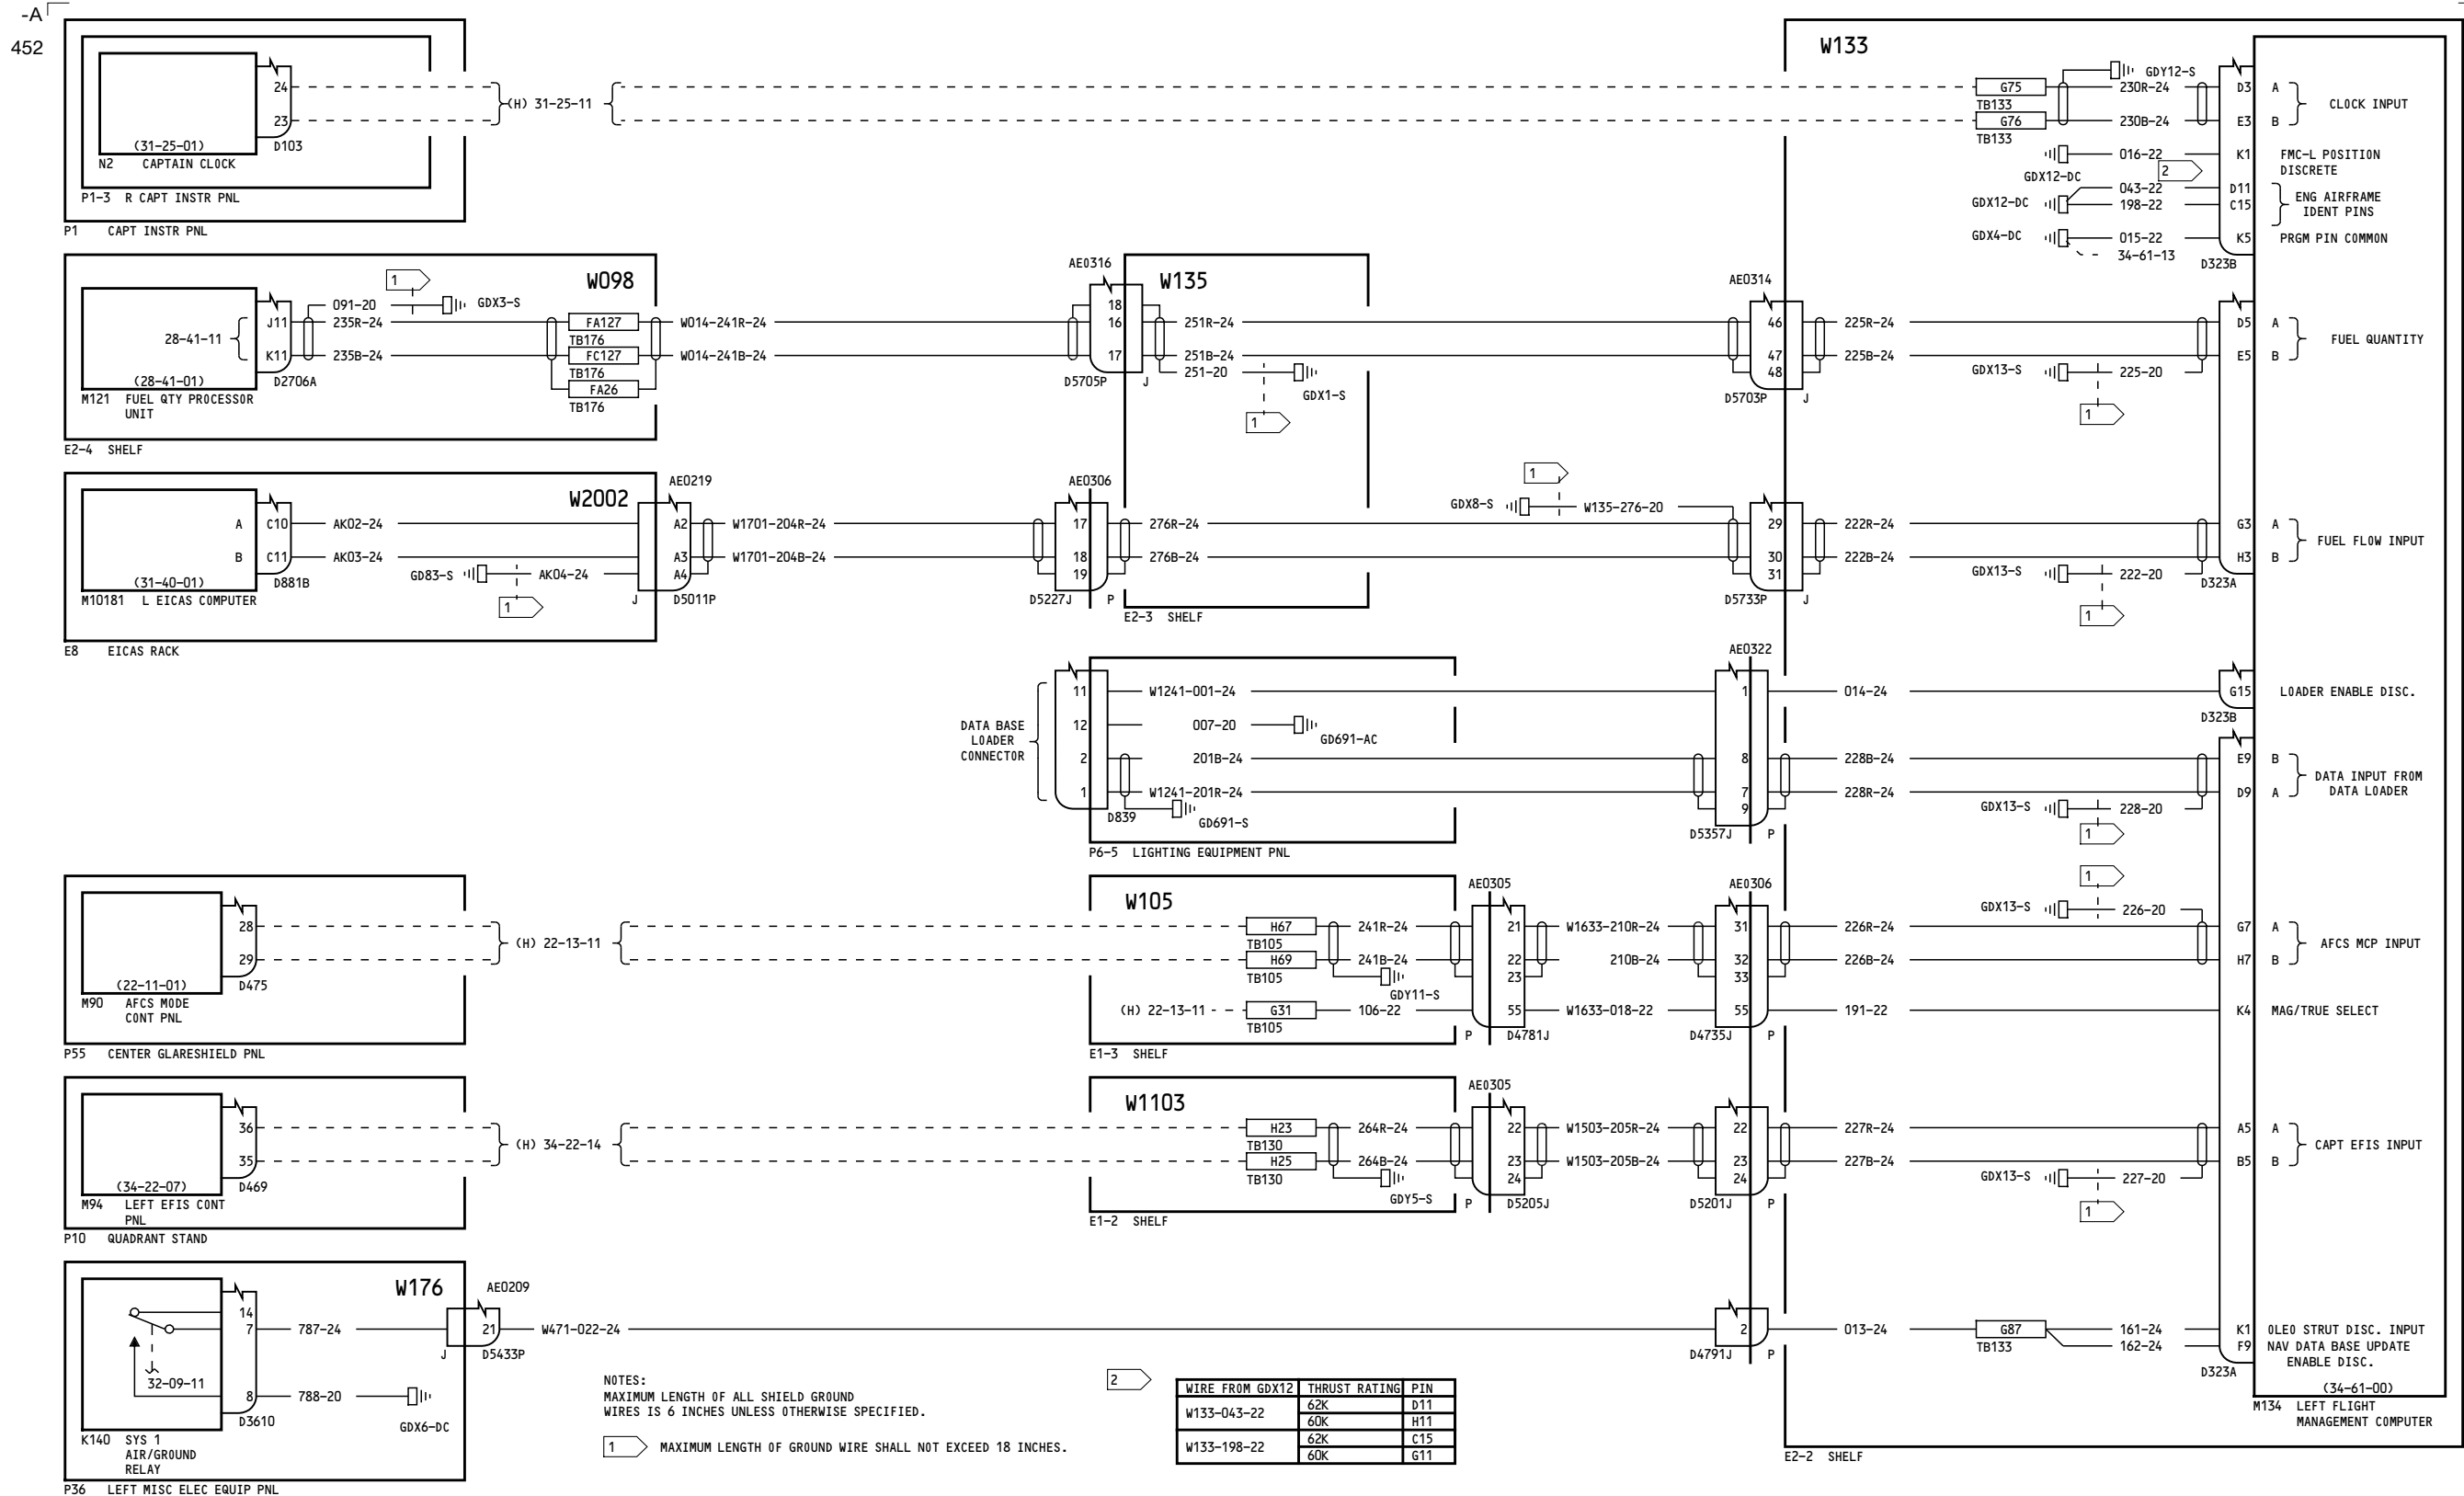 -A
452
24
23
(31-25-01)
D103
N2 CAPTAIN CLOCK
P1-3 R CAPT INSTR PNL
P1 CAPT INSTR PNL
(H) 31-25-11
W133
G75
TB133
G76
TB133
GDY12-S
230R-24
230B-24
D3 A
E3 B
CLOCK INPUT
016-22
K1
FMC-L POSITION
DISCRETE
GDX12-DC
2
043-22
D11
GDX12-DC
198-22
C15
ENG AIRFRAME
IDENT PINS
GDX4-DC
015-22
K5
PRGM PIN COMMON
34-61-13
D323B
W098
1
091-20
GDX3-S
28-41-11
J11
235R-24
K11
235B-24
(28-41-01)
D2706A
M121 FUEL QTY PROCESSOR
UNIT
E2-4 SHELF
FA127
TB176
FC127
TB176
FA26
TB176
W014-241R-24
W014-241B-24
AE0316
18
16
17
D5705P
J
W135
251R-24
251B-24
251-20
GDX1-S
1
AE0314
46
47
48
D5703P
J
225R-24
225B-24
GDX13-S
225-20
1
D5 A
E5 B
FUEL QUANTITY
W2002
A C10
AK02-24
B C11
AK03-24
(31-40-01)
D881B
M10181 L EICAS COMPUTER
E8 EICAS RACK
GD83-S
AK04-24
1
AE0219
A2
A3
A4
J
D5011P
W1701-204R-24
W1701-204B-24
AE0306
17
18
19
D5227J
P
276R-24
276B-24
E2-3 SHELF
1
GDX8-S
W135-276-20
29
30
31
D5733P
J
222R-24
222B-24
GDX13-S
222-20
1
G3 A
H3 B
FUEL FLOW INPUT
D323A
DATA BASE
LOADER
CONNECTOR
11
12
2
1
D839
W1241-001-24
007-20
GD691-AC
201B-24
W1241-201R-24
GD691-S
P6-5 LIGHTING EQUIPMENT PNL
AE0322
1
8
7
9
D5357J
P
014-24
228B-24
228R-24
GDX13-S
228-20
1
G15
LOADER ENABLE DISC.
D323B
E9 B
D9 A
DATA INPUT FROM
DATA LOADER
28
29
(22-11-01)
D475
M90 AFCS MODE
CONT PNL
P55 CENTER GLARESHIELD PNL
(H) 22-13-11
W105
H67
TB105
H69
TB105
241R-24
241B-24
GDY11-S
(H) 22-13-11
G31
TB105
106-22
E1-3 SHELF
AE0305
21
22
23
55
P
D4781J
W1633-210R-24
210B-24
W1633-018-22
AE0306
31
32
33
55
D4735J
P
1
GDX13-S
226-20
226R-24
226B-24
191-22
G7 A
H7 B
AFCS MCP INPUT
K4
MAG/TRUE SELECT
36
35
(34-22-07)
D469
M94 LEFT EFIS CONT
PNL
P10 QUADRANT STAND
(H) 34-22-14
W1103
H23
TB130
H25
TB130
264R-24
264B-24
GDY5-S
E1-2 SHELF
AE0305
22
23
24
P
D5205J
W1503-205R-24
W1503-205B-24
22
23
24
D5201J
P
227R-24
227B-24
GDX13-S
227-20
1
A5 A
B5 B
CAPT EFIS INPUT
W176
14
7
8
787-24
788-20
32-09-11
D3610
GDX6-DC
K140 SYS 1
AIR/GROUND
RELAY
P36 LEFT MISC ELEC EQUIP PNL
AE0209
21
J
D5433P
W471-022-24
2
D4791J
P
013-24
G87
TB133
161-24
162-24
K1
OLEO STRUT DISC. INPUT
F9
NAV DATA BASE UPDATE
ENABLE DISC.
D323A
(34-61-00)
M134 LEFT FLIGHT
MANAGEMENT COMPUTER
E2-2 SHELF
NOTES:
MAXIMUM LENGTH OF ALL SHIELD GROUND
WIRES IS 6 INCHES UNLESS OTHERWISE SPECIFIED.
1 MAXIMUM LENGTH OF GROUND WIRE SHALL NOT EXCEED 18 INCHES.
2
WIRE FROM GDX12 THRUST RATING PIN
W133-043-22
62K D11
60K H11
W133-198-22
62K C15
60K G11